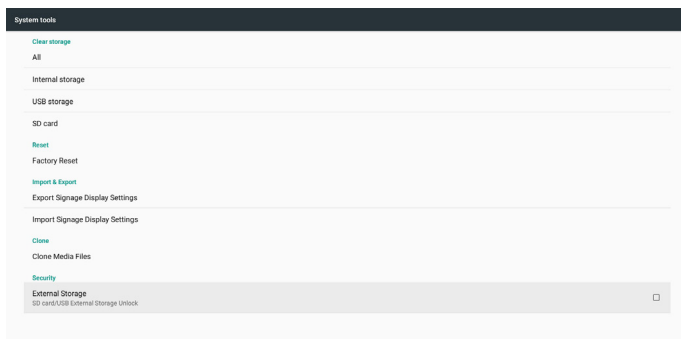 System tools
Clear storage
All
Internal storage
USB storage
SD card
Reset
Factory Reset
Import & Export
Export Signage Display Settings
Import Signage Display Settings
Clone
Clone Media Files
Security
External Storage
SD card/USB External Storage Unlock